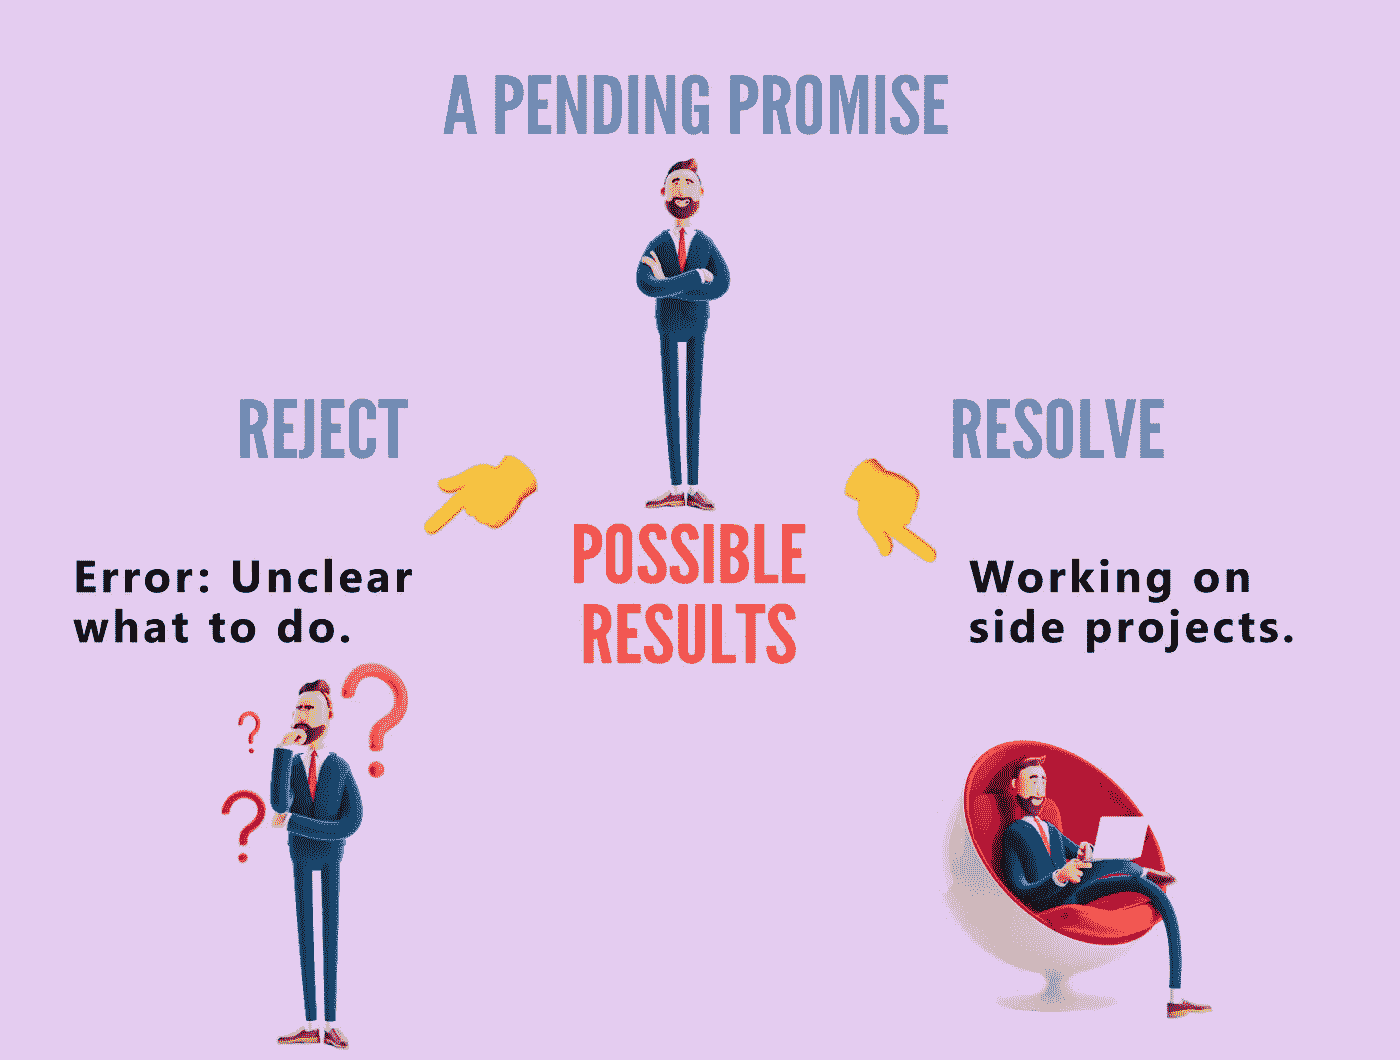 A PENDING PROMISE
REJECT
RESOLVE
Error: Unclear
what to do.
POSSIBLE
RESULTS
Working on
side projects.
? 
?
?